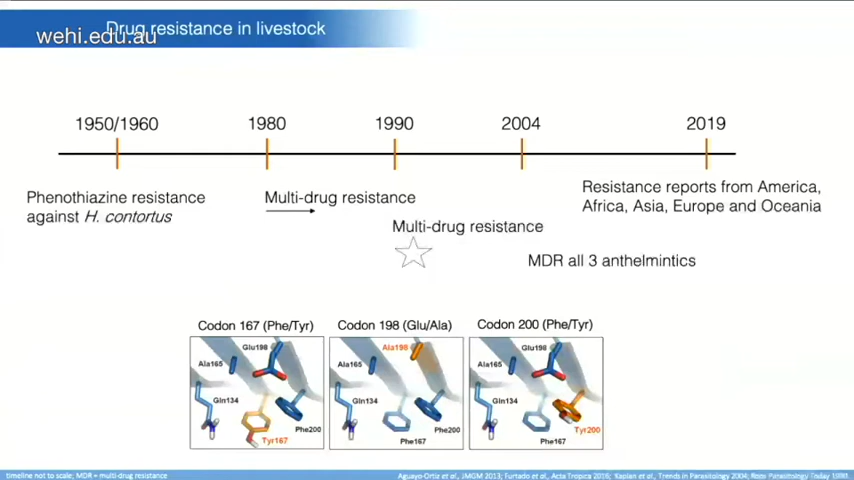 Drug resistance in livestock
wehi.edu.au
1950/1960
1980
1990
2004
2019
Phenothiazine resistance
against H. contortus
Multi-drug resistance
Multi-drug resistance
MDR all 3 anthelmintics
Resistance reports from America,
Africa, Asia, Europe and Oceania
Codon 167 (Phe/Tyr)
Glu198
Ala165
Gln134
Phe200
Tyr167
Codon 198 (Glu/Ala)
Ala198
Ala165
Gln134
Phe200
Phe167
Codon 200 (Phe/Tyr)
Glu198
Ala165
Gln134
Tyr200
Phe167
timeline not to scale; MDR = multi-drug resistance
Aguayo-Ortiz et al., JMGM 2013; Furtado et al., Acta Tropica 2016; Kaplan et al., Trends in Parasitology 2004; Roos Parasitology Today 1990.